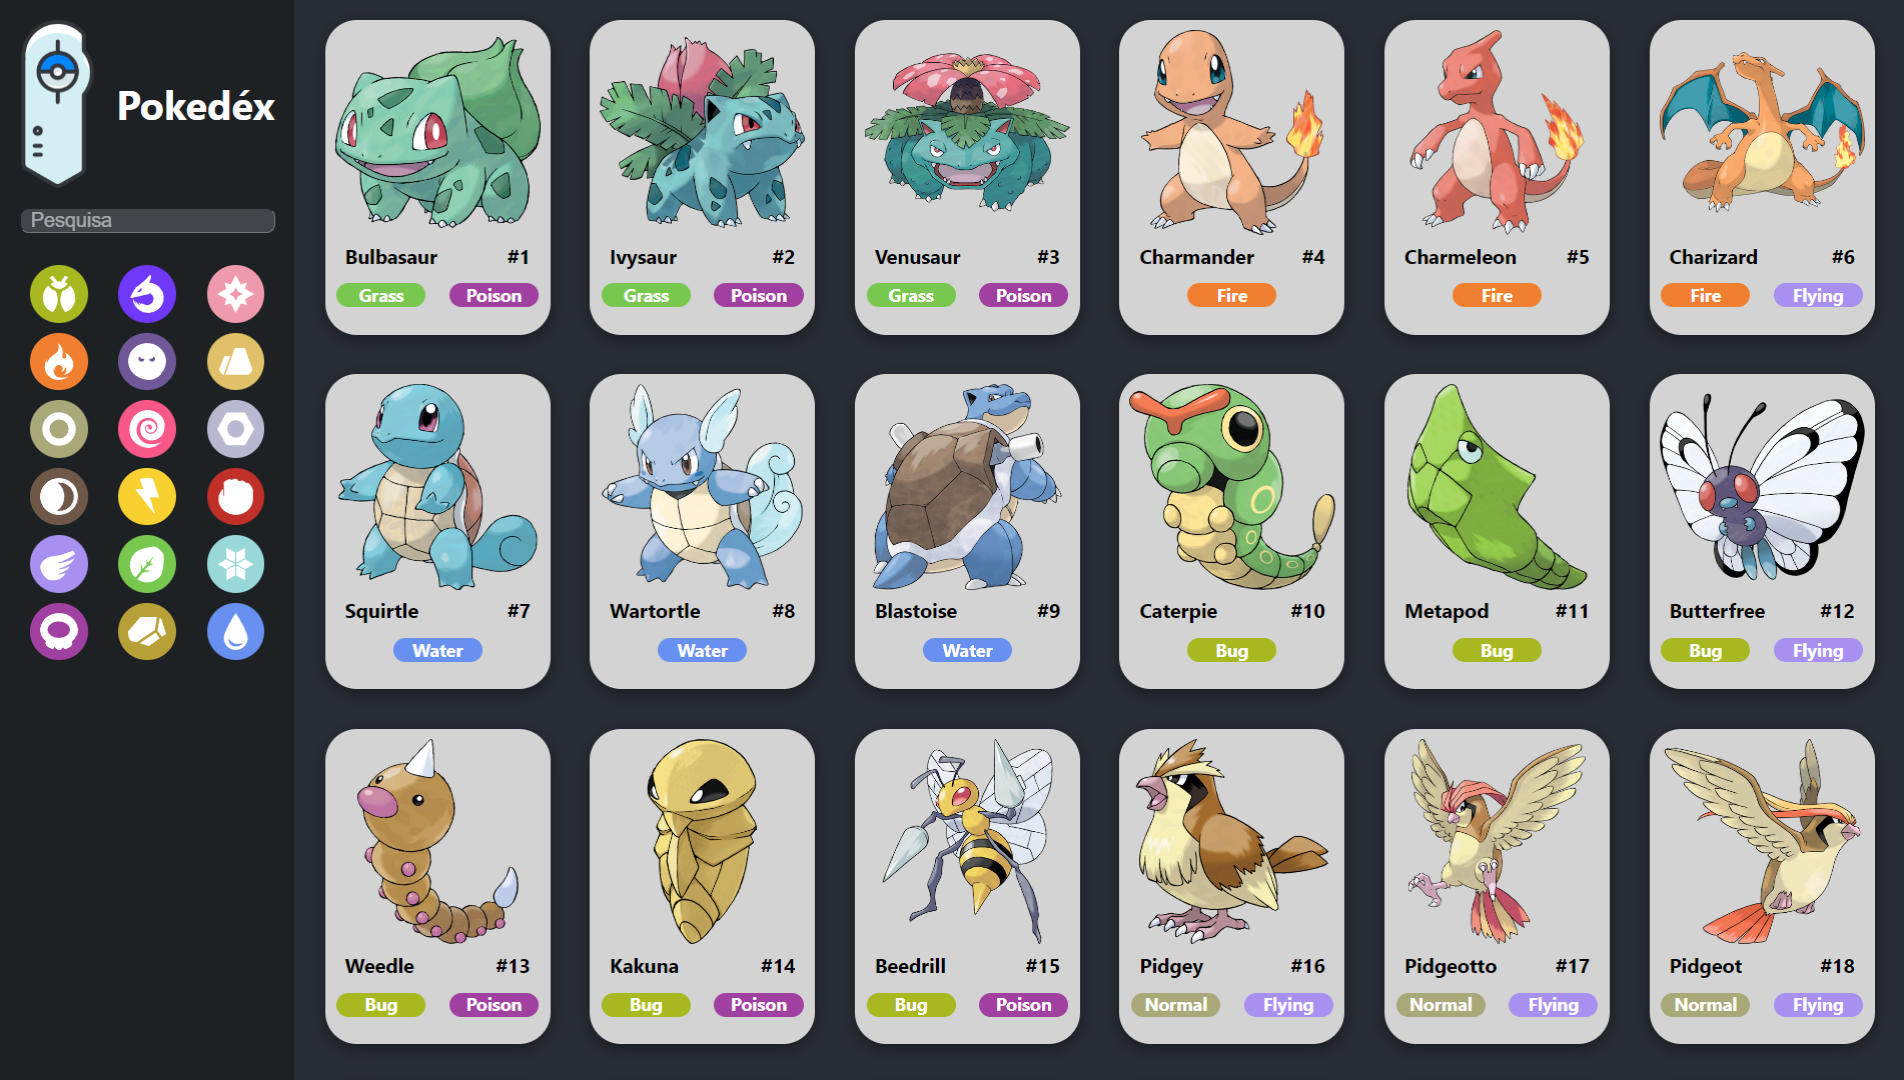 Pokedéx
Pesquisa
Bulbasaur #1
Grass Poison
Ivysaur #2
Grass Poison
Venusaur #3
Grass Poison
Charmander #4
Fire
Charmeleon #5
Fire
Charizard #6
Fire Flying
Squirtle #7
Water
Wartortle #8
Water
Blastoise #9
Water
Caterpie #10
Bug
Metapod #11
Bug
Butterfree #12
Bug Flying
Weedle #13
Bug Poison
Kakuna #14
Bug Poison
Beedrill #15
Bug Poison
Pidgey #16
Normal Flying
Pidgeotto #17
Normal Flying
Pidgeot #18
Normal Flying